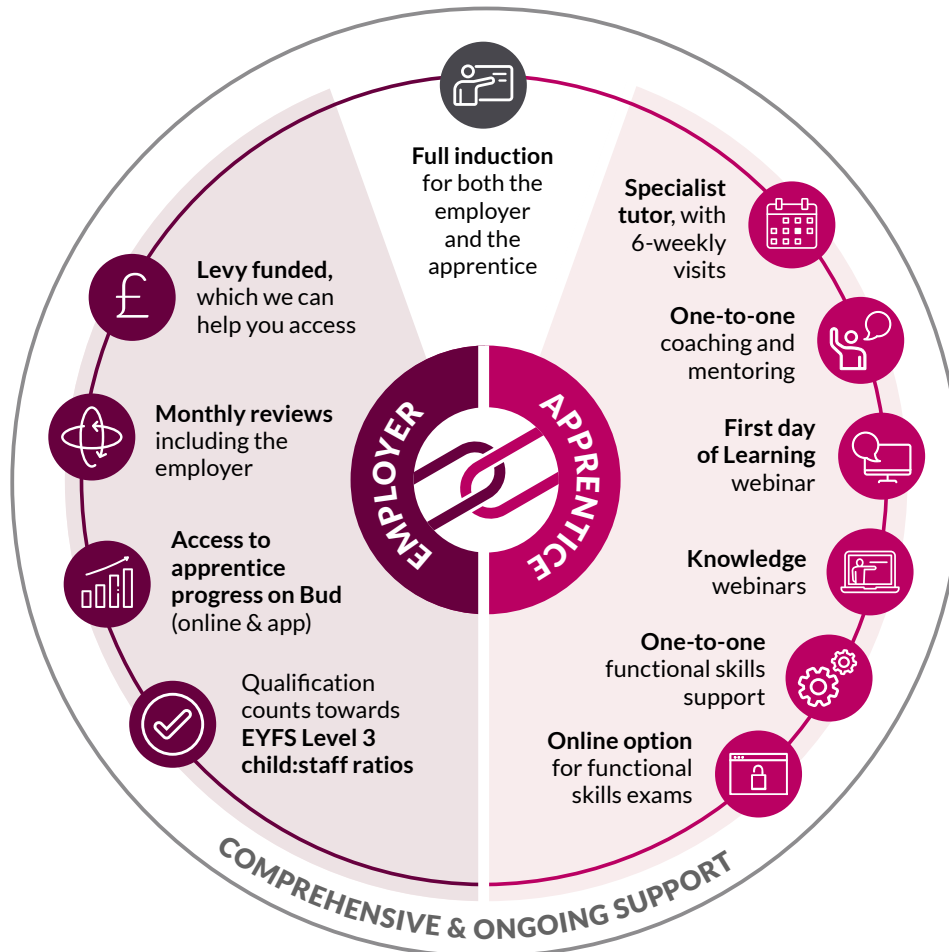 Full induction
for both the
employer
and the
apprentice
Levy funded,
which we can
help you access
Monthly reviews
including the
employer
Access to
apprentice
progress on Bud
(online & app)
Qualification
counts towards
EYFS Level 3
child:staff ratios
EMPLOYER
APPRENTICE
Specialist
tutor, with
6-weekly
visits
One-to-one
coaching and
mentoring
First day
of Learning
webinar
Knowledge
webinars
One-to-one
functional skills
support
Online option
for functional
skills exams
COMPREHENSIVE & ONGOING SUPPORT
£